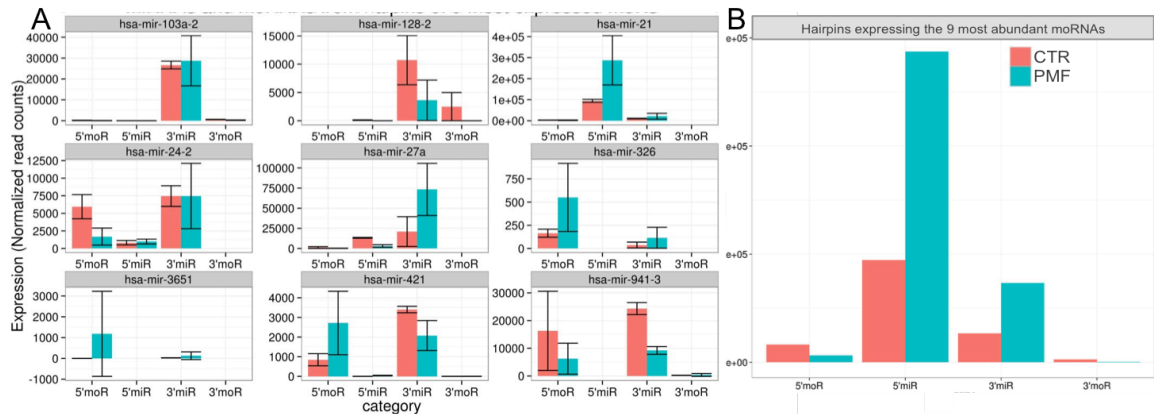 A
B
hsa-mir-103a-2
hsa-mir-128-2
hsa-mir-21
Hairpins expressing the 9 most abundant moRNAs
40000
30000
20000
10000
0
15000
10000
5000
0
4e+05
3e+05
2e+05
1e+05
0e+00
5'moR 5'miR 3'miR 3'moR
5'moR 5'miR 3'miR 3'moR
5'moR 5'miR 3'miR 3'moR
hsa-mir-24-2
hsa-mir-27a
hsa-mir-326
12500
10000
7500
5000
2500
0
100000
75000
50000
25000
0
750
500
250
0
5'moR 5'miR 3'miR 3'moR
5'moR 5'miR 3'miR 3'moR
5'moR 5'miR 3'miR 3'moR
hsa-mir-3651
hsa-mir-421
hsa-mir-941-3
3000
2000
1000
0
-1000
4000
3000
2000
1000
0
30000
20000
10000
0
5'moR 5'miR 3'miR 3'moR
5'moR 5'miR 3'miR 3'moR
5'moR 5'miR 3'miR 3'moR
Expression (Normalized read counts)
category
CTR
PMF
e+05
e+05
e+05
e+00
5'moR 5'miR 3'miR 3'moR